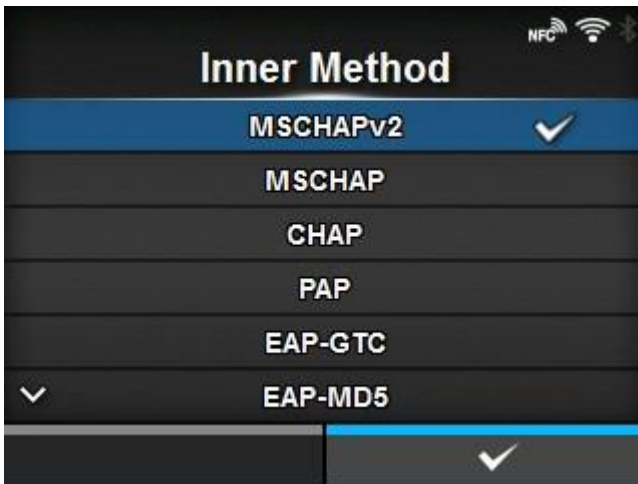 NFC
Inner Method
MSCHAPv2
MSCHAP
CHAP
PAP
EAP-GTC
EAP-MD5